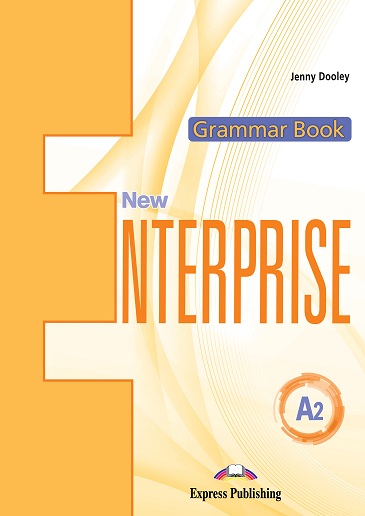 Jenny Dooley
Grammar Book
New
ENTERPRISE
A2
Express Publishing